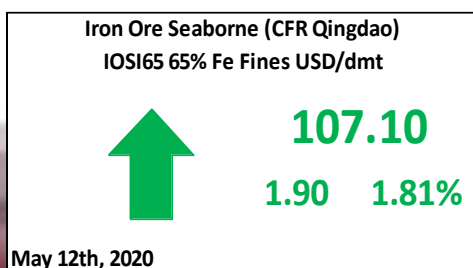 Iron Ore Seaborne (CFR Qingdao)
IOSI65 65% Fe Fines USD/dmt
107.10
1.90 1.81%
May 12th, 2020